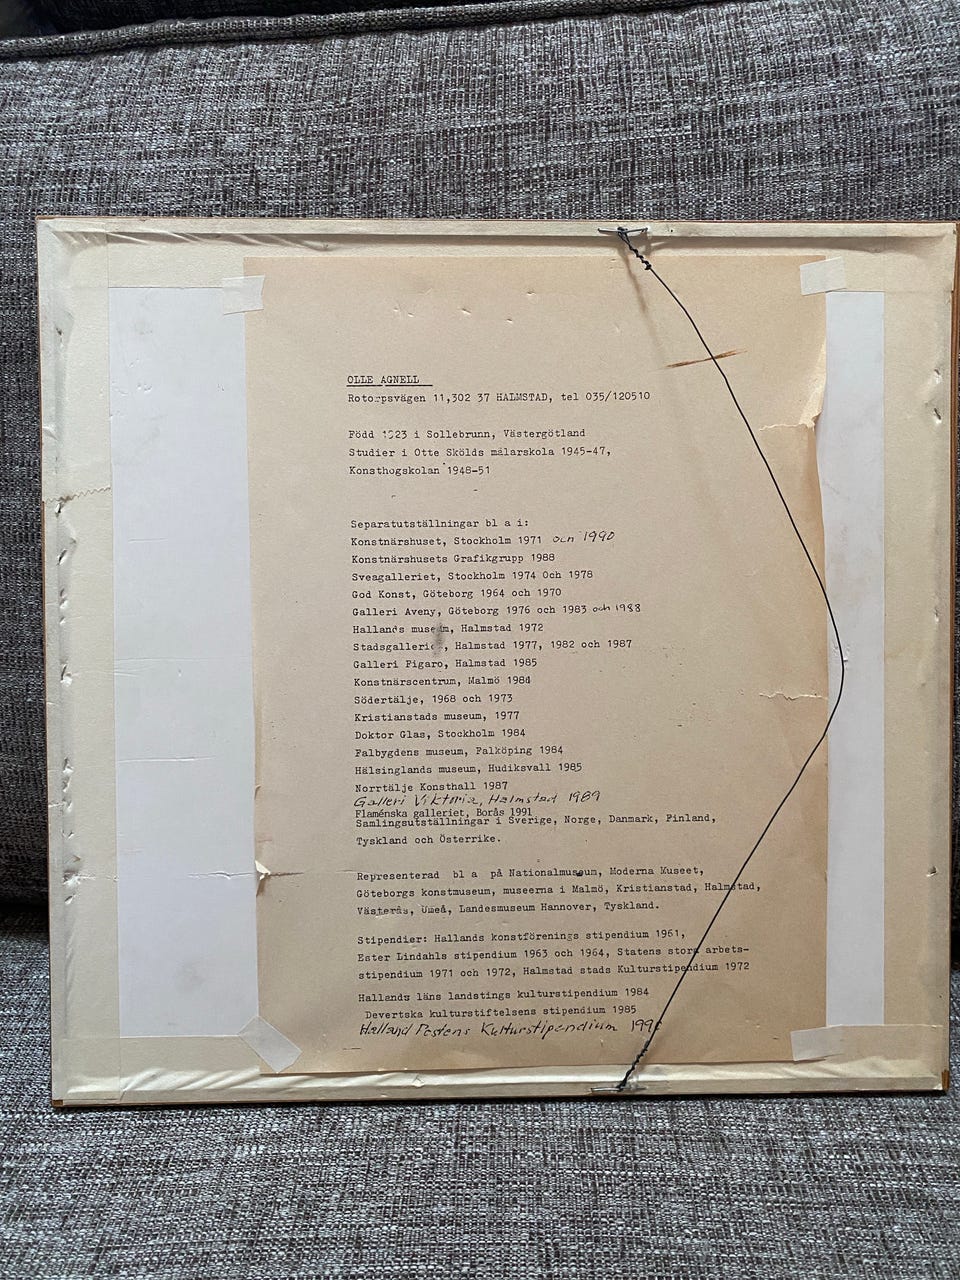 OLLE AGNELL
Rotorpsvägen 11,302 37 HALMSTAD, tel 035/120510
Född 1923 i Sollebrunn, Västergötland
Studier i Otte Skölds målarskola 1945-47,
Konsthogskolan 1948-51
Separatutställningar bl a i:
Konstnärshuset, Stockholm 1971 och 1990
Konstnärshusets Grafikgrupp 1988
Sveagalleriet, Stockholm 1974 Och 1978
God Konst, Göteborg 1964 och 1970
Galleri Aveny, Göteborg 1976 och 1983 och 1988
Hallands museum, Halmstad 1972
Stadsgalleriet, Halmstad 1977, 1982 och 1987
Galleri Figaro, Halmstad 1985
Konstnärscentrum, Malmö 1984
Södertälje, 1968 och 1973
Kristianstads museum, 1977
Doktor Glas, Stockholm 1984
Falbygdens museum, Falköping 1984
Hälsinglands museum, Hudiksvall 1985
Norrtälje Konsthall 1987
Galleri Viktoria, Halmstad 1989
Flaménska galleriet, Borås 1991
Samlingsutställningar i Sverige, Norge, Danmark, Finland,
Tyskland och Österrike.
Representerad bl a på Nationalmuseum, Moderna Museet,
Göteborgs konstmuseum, museerna i Malmö, Kristianstad, Halmstad,
Västerås, Umeå, Landesmuseum Hannover, Tyskland.
Stipendier: Hallands konstförenings stipendium 1961,
Ester Lindahls stipendium 1963 och 1964, Statens stora arbets-
stipendium 1971 och 1972, Halmstad stads Kulturstipendium 1972
Hallands läns landstings kulturstipendium 1984
Devertska kulturstiftelsens stipendium 1985
Halland Postens Kulturstipendium